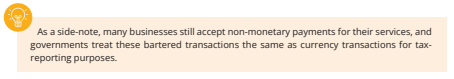 As a side-note, many businesses still accept non-monetary payments for their services, and
governments treat these bartered transactions the same as currency transactions for tax-
reporting purposes.